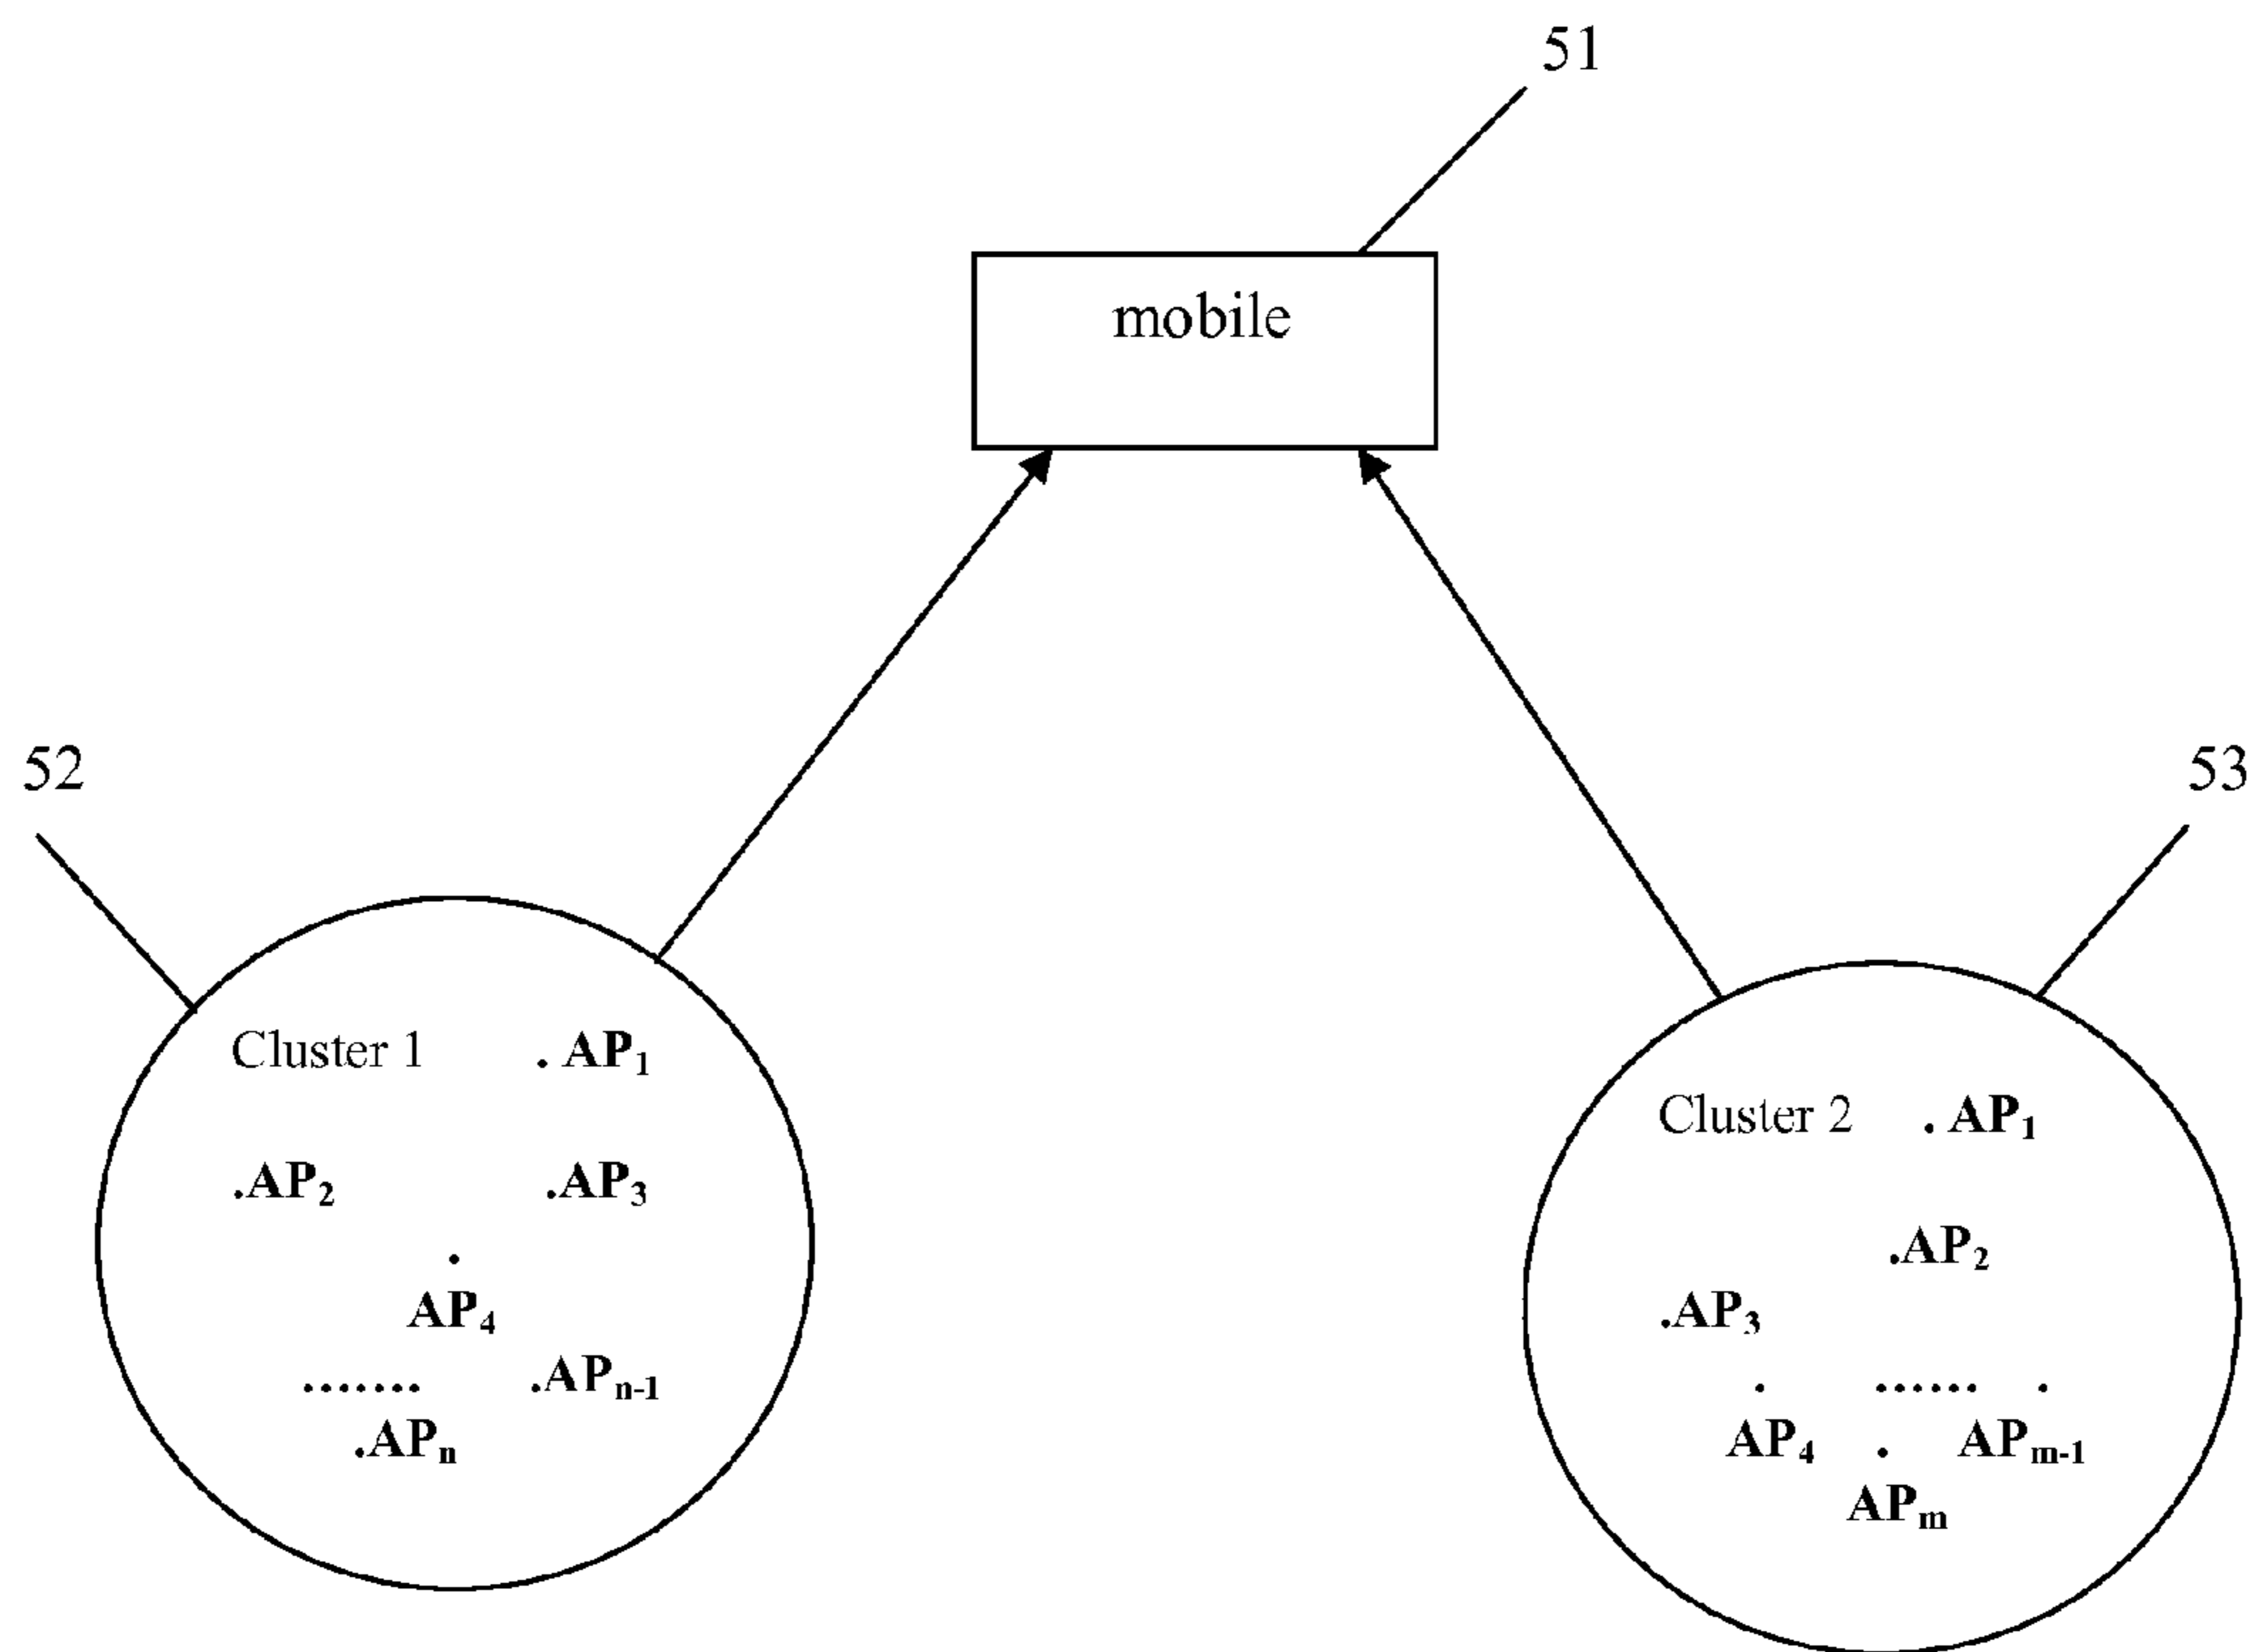 51
mobile
52
53
Cluster 1 . AP₁
.AP₂ .AP₃
.
AP₄
....... .APₙ₋₁
.APₙ
Cluster 2 . AP₁
.AP₂
.AP₃
. ...... .
AP₄ . APₘ₋₁
APₘ